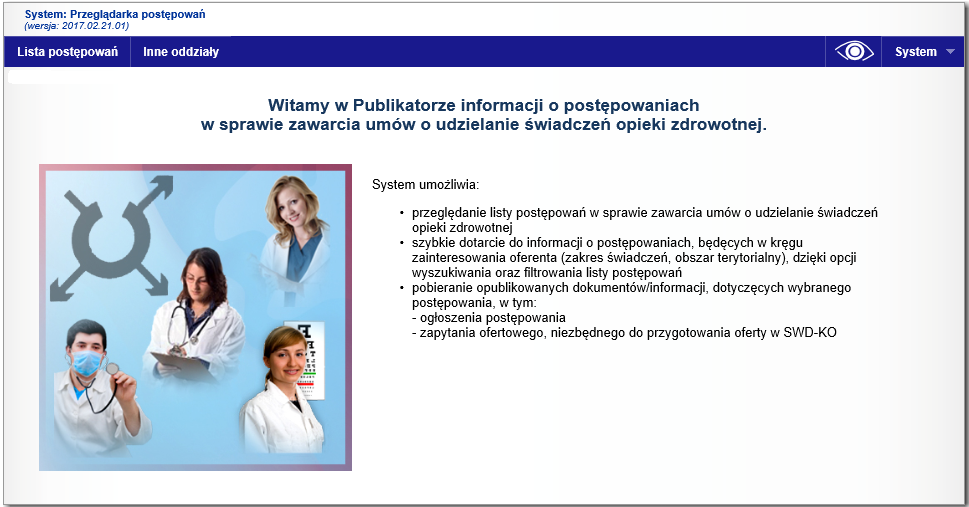 System: Przeglądarka postępowań
(wersja: 2017.02.21.01)
Lista postępowań
Inne oddziały
System
Witamy w Publikatorze informacji o postępowaniach
w sprawie zawarcia umów o udzielanie świadczeń opieki zdrowotnej.
System umożliwia:
• przeglądanie listy postępowań w sprawie zawarcia umów o udzielanie świadczeń
opieki zdrowotnej
• szybkie dotarcie do informacji o postępowaniach, będęcych w kręgu
zainteresowania oferenta (zakres świadczeń, obszar terytorialny), dzięki opcji
wyszukiwania oraz filtrowania listy postępowań
• pobieranie opublikowanych dokumentów/informacji, dotyczęcych wybranego
postępowania, w tym:
- ogłoszenia postępowania
- zapytania ofertowego, niezbędnego do przygotowania oferty w SWD-KO